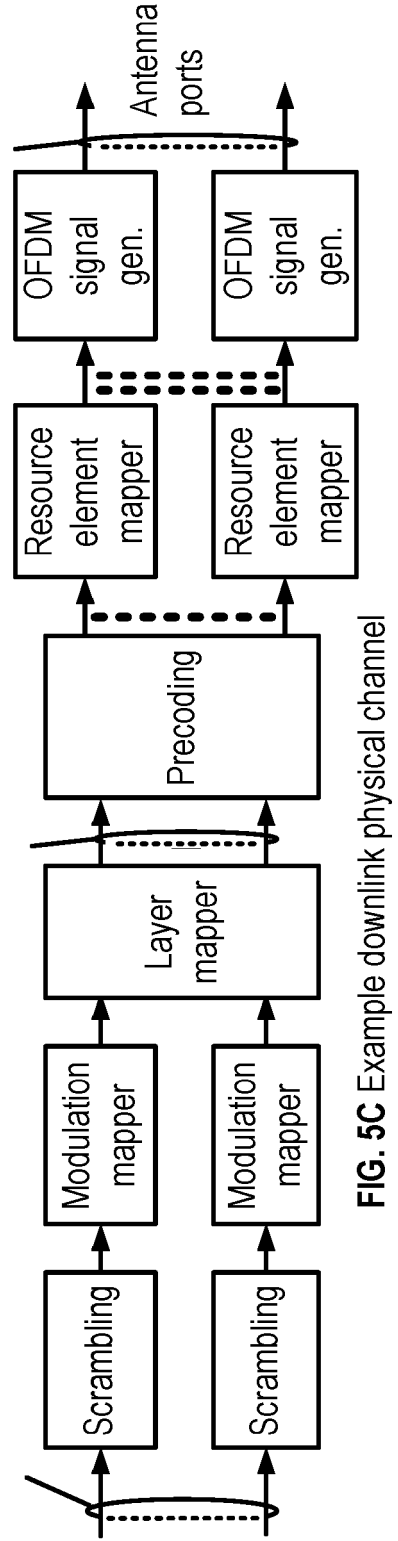 Scrambling
Scrambling
Modulation
mapper
Modulation
mapper
Layer
mapper
Precoding
Resource
element
mapper
Resource
element
mapper
OFDM
signal
gen.
OFDM
signal
gen.
Antenna
ports
FIG. 5C Example downlink physical channel